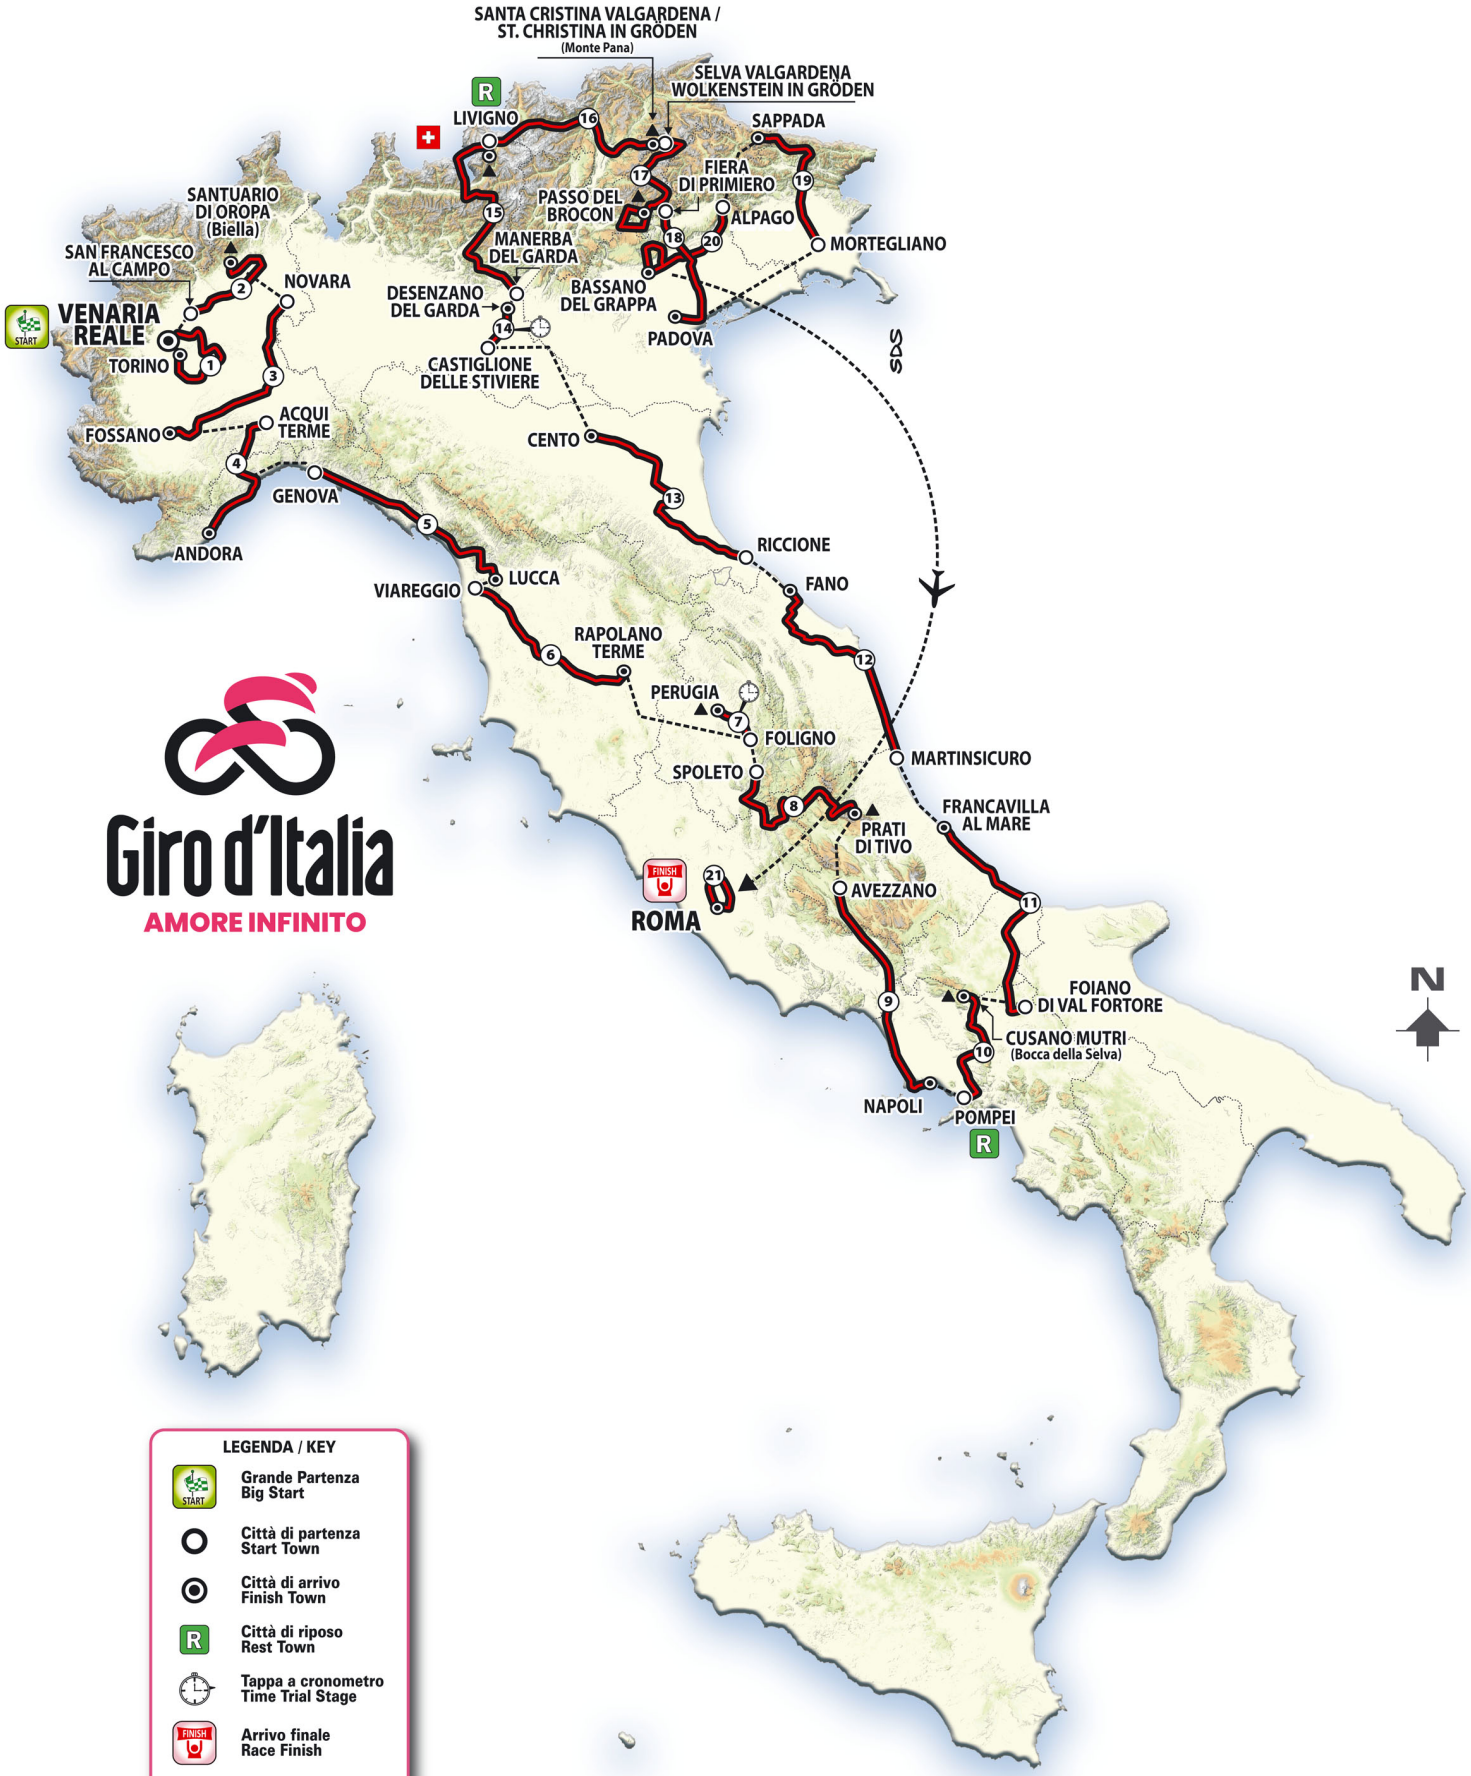 SANTA CRISTINA VALGARDENA /
ST. CHRISTINA IN GRÖDEN
(Monte Pana)
SELVA VALGARDENA
WOLKENSTEIN IN GRÖDEN
R
LIVIGNO
16
SAPPADA
19
17
FIERA
DI PRIMIERO
PASSO DEL
BROCON
ALPAGO
15
18
20
MORTEGLIANO
SANTUARIO
DI OROPA
(Biella)
SAN FRANCESCO
AL CAMPO
2
NOVARA
MANERBA
DEL GARDA
DESENZANO
DEL GARDA
14
BASSANO
DEL GRAPPA
PADOVA
START
VENARIA
REALE
TORINO
1
3
CASTIGLIONE
DELLE STIVIERE
SDS
FOSSANO
ACQUI
TERME
4
GENOVA
ANDORA
CENTO
13
5
RICCIONE
LUCCA
VIAREGGIO
FANO
RAPOLANO
TERME
6
12
PERUGIA
7
FOLIGNO
SPOLETO
MARTINSICURO
8
FRANCAVILLA
AL MARE
PRATI
DI TIVO
Giro d'Italia
AMORE INFINITO
FINISH
21
ROMA
AVEZZANO
11
9
FOIANO
DI VAL FORTORE
CUSANO MUTRI
(Bocca della Selva)
10
NAPOLI
POMPEI
R
N
LEGENDA / KEY
START
Grande Partenza
Big Start
Città di partenza
Start Town
Città di arrivo
Finish Town
R
Città di riposo
Rest Town
Tappa a cronometro
Time Trial Stage
FINISH
Arrivo finale
Race Finish